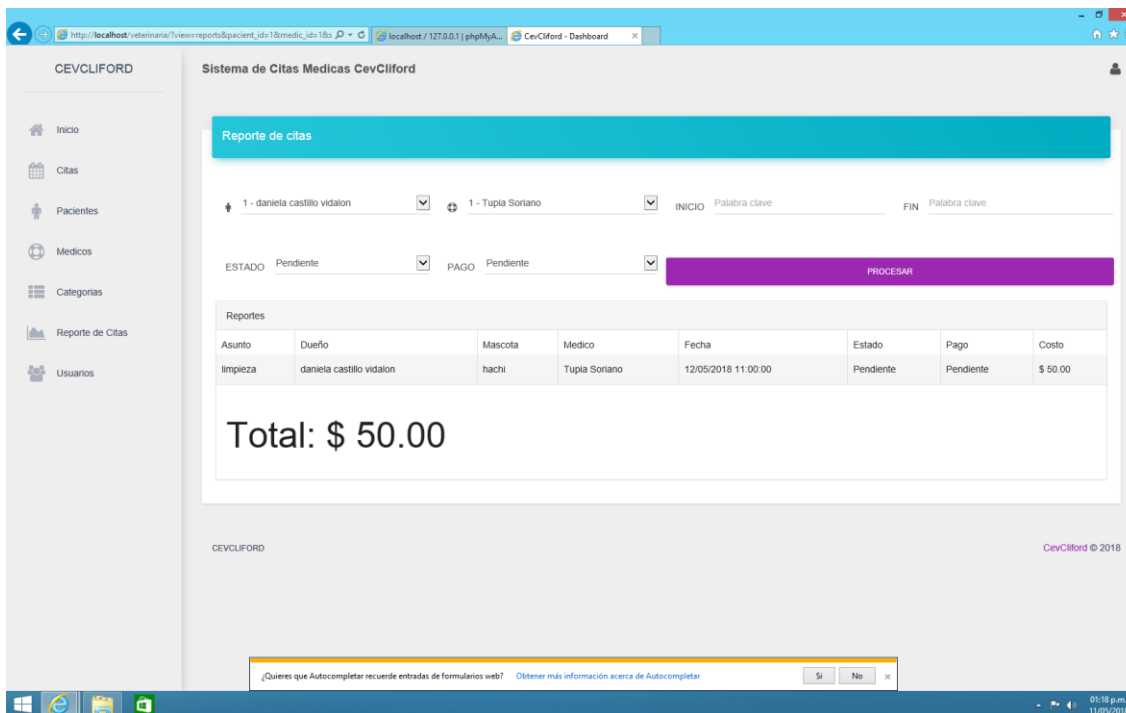 http://localhost/veterinaria/?view=reports&pacient_id=1&medic_id=1&s
localhost / 127.0.0.1 | phpMyA...
CevCliford - Dashboard
CEVCLIFORD
Sistema de Citas Medicas CevCliford
Inicio
Citas
Pacientes
Medicos
Categorias
Reporte de Citas
Usuarios
Reporte de citas
1 - daniela castillo vidalon 1 - Tupia Soriano INICIO Palabra clave FIN Palabra clave
ESTADO Pendiente PAGO Pendiente PROCESAR
Reportes
Asunto Dueño Mascota Medico Fecha Estado Pago Costo
limpieza daniela castillo vidalon hachi Tupia Soriano 12/05/2018 11:00:00 Pendiente Pendiente $ 50.00
Total: $ 50.00
CEVCLIFORD CevCliford © 2018
¿Quieres que Autocompletar recuerde entradas de formularios web? Obtener más información acerca de Autocompletar Sí No
01:18 p.m.
11/05/2018